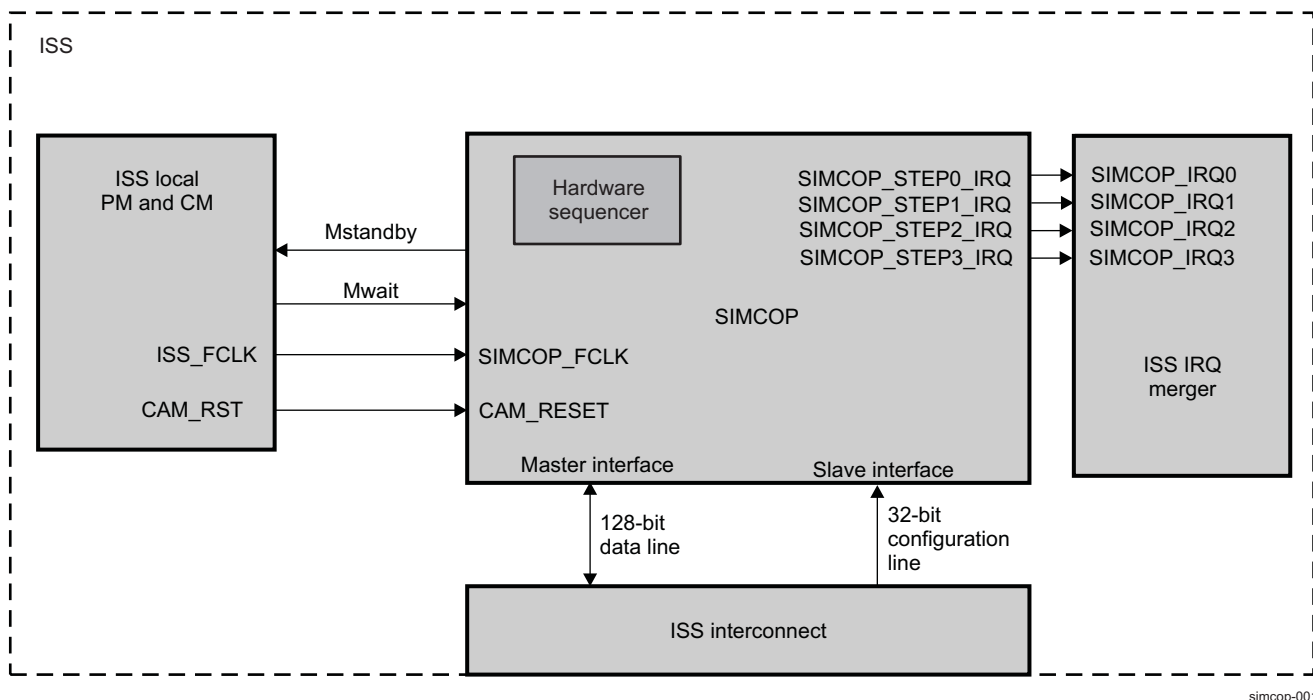 ISS
ISS local
PM and CM
Mstandby
Mwait
ISS_FCLK
CAM_RST
Hardware
sequencer
SIMCOP_STEP0_IRQ
SIMCOP_STEP1_IRQ
SIMCOP_STEP2_IRQ
SIMCOP_STEP3_IRQ
SIMCOP
SIMCOP_FCLK
CAM_RESET
Master interface
Slave interface
SIMCOP_IRQ0
SIMCOP_IRQ1
SIMCOP_IRQ2
SIMCOP_IRQ3
ISS IRQ
merger
128-bit
data line
32-bit
configuration
line
ISS interconnect
simcop-001